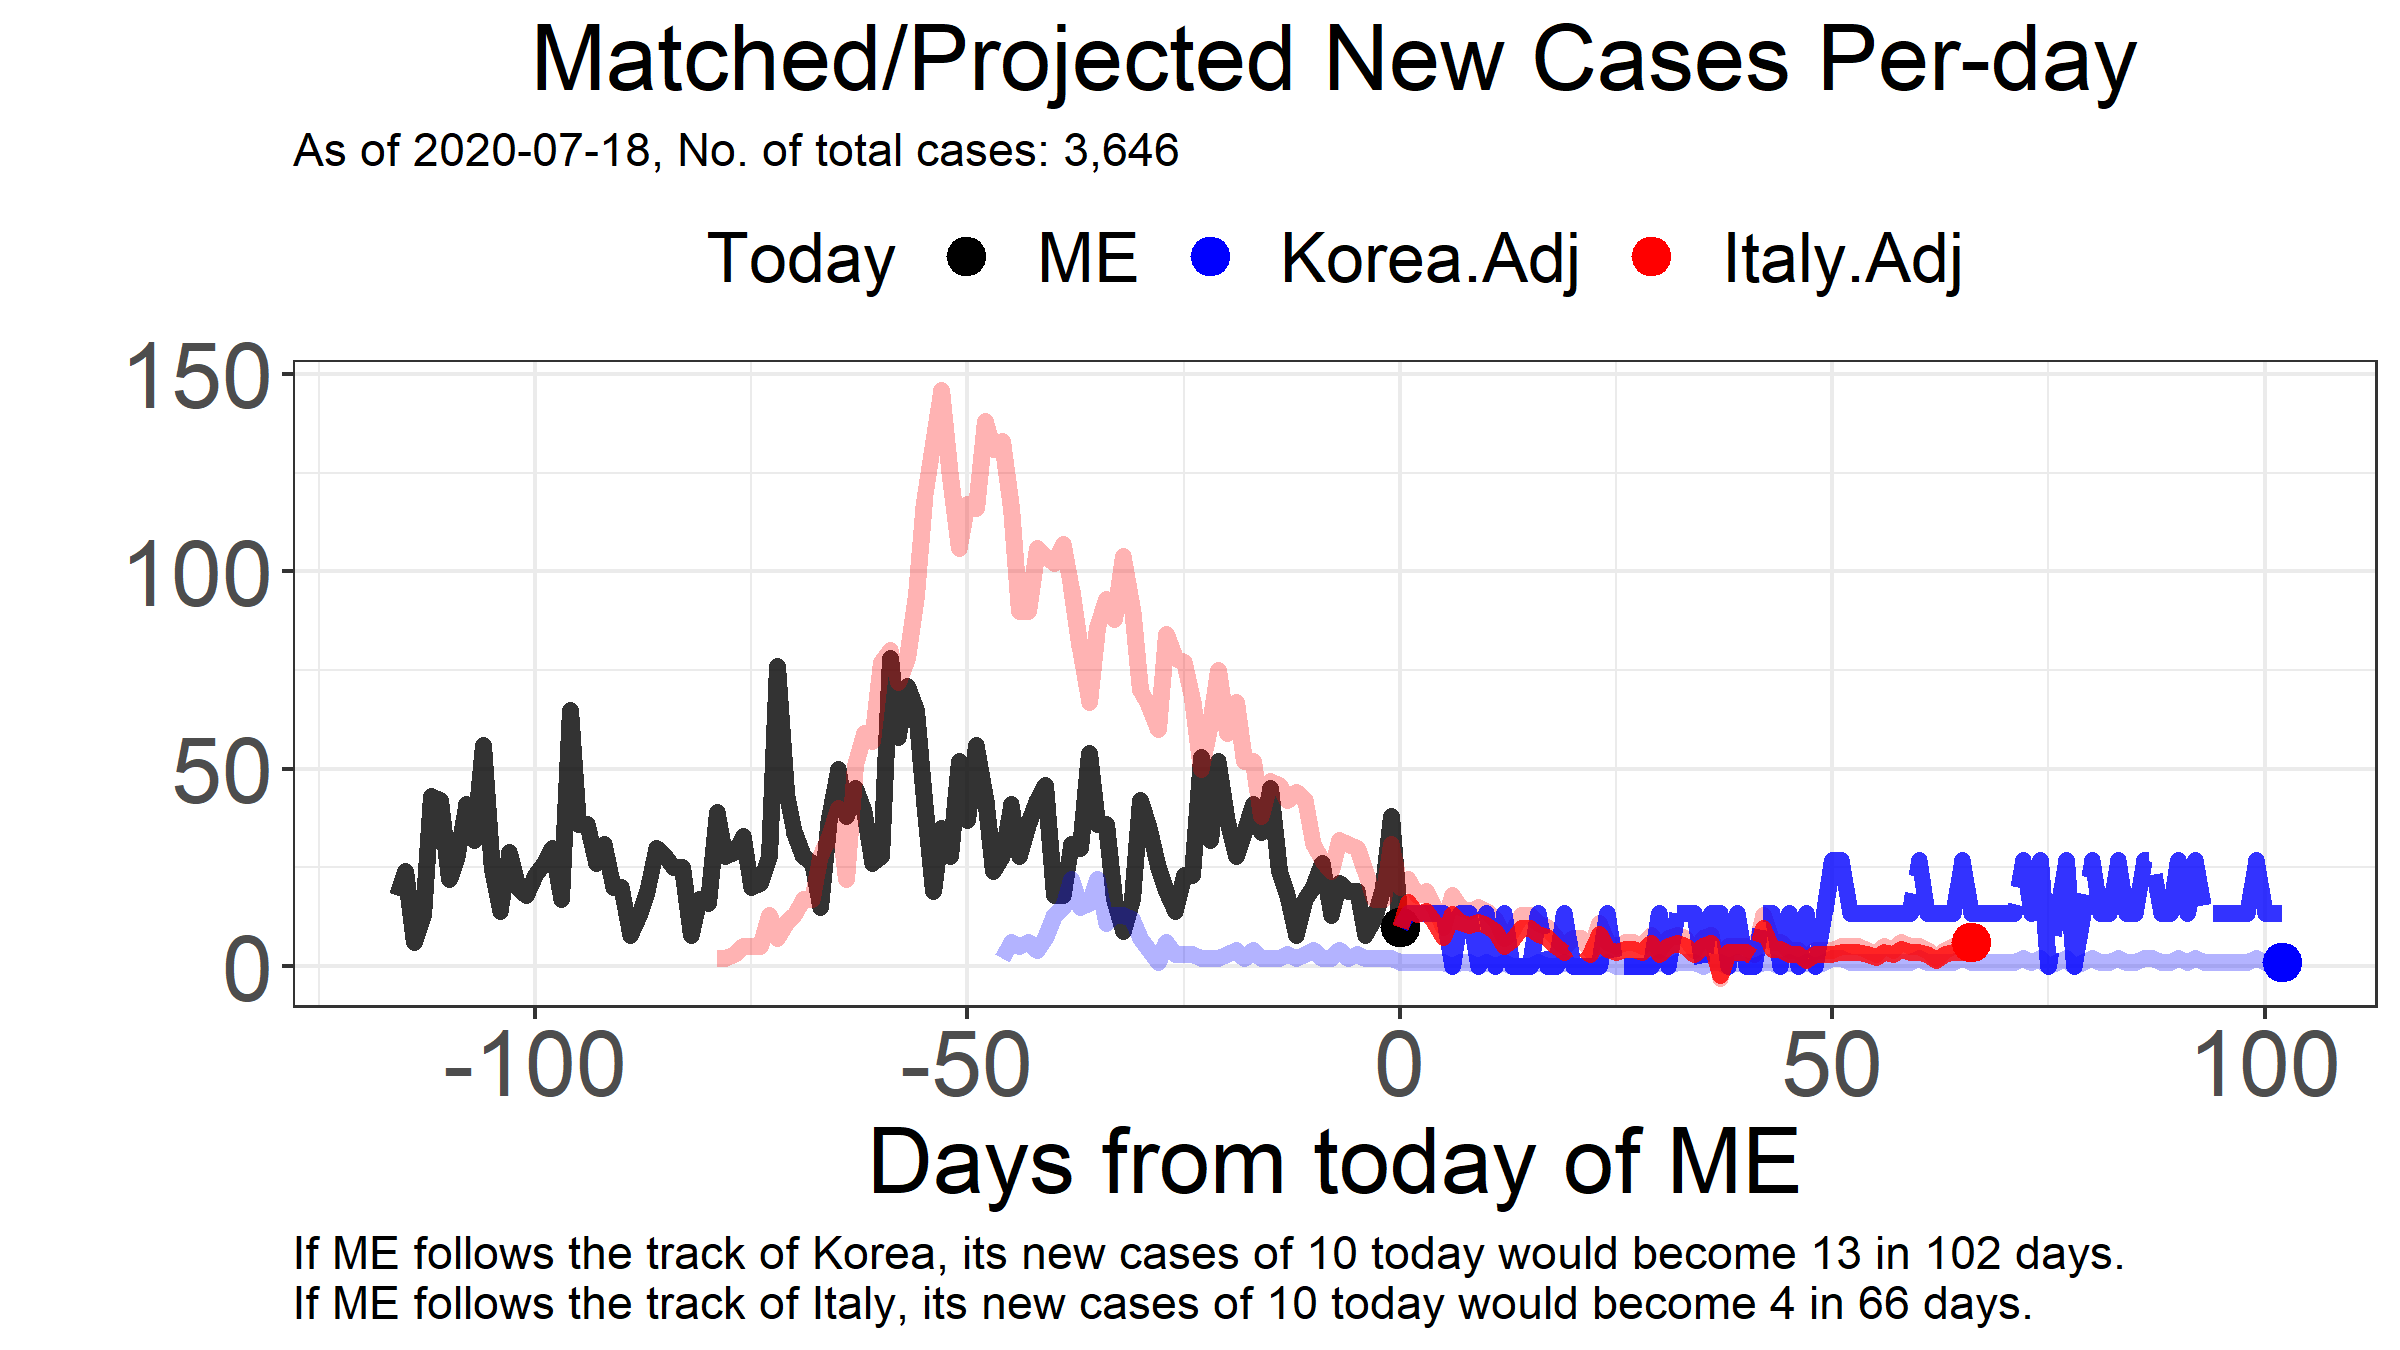 Matched/Projected New Cases Per-day
As of 2020-07-18, No. of total cases: 3,646
Today ME Korea.Adj Italy.Adj
150
100
50
0
-100 -50 0 50 100
Days from today of ME
If ME follows the track of Korea, its new cases of 10 today would become 13 in 102 days.
If ME follows the track of Italy, its new cases of 10 today would become 4 in 66 days.